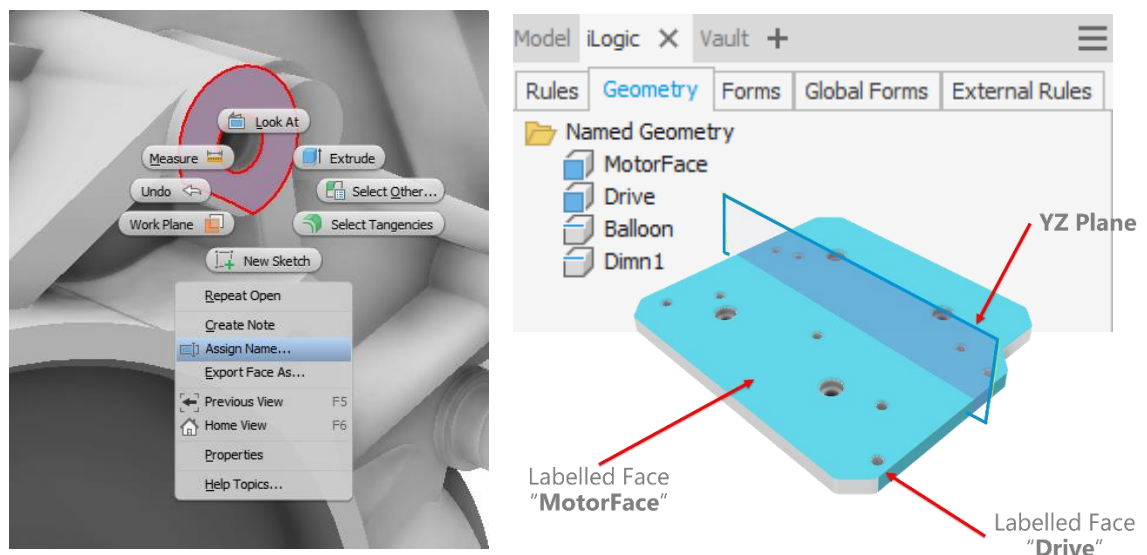 Look At
Measure
Extrude
Undo
Select Other...
Work Plane
Select Tangencies
New Sketch
Repeat Open
Create Note
Assign Name...
Export Face As...
Previous View F5
Home View F6
Properties
Help Topics...
Model iLogic Vault
Rules Geometry Forms Global Forms External Rules
Named Geometry
MotorFace
Drive
Balloon
Dimn1
YZ Plane
Labelled Face
"MotorFace"
Labelled Face
"Drive"